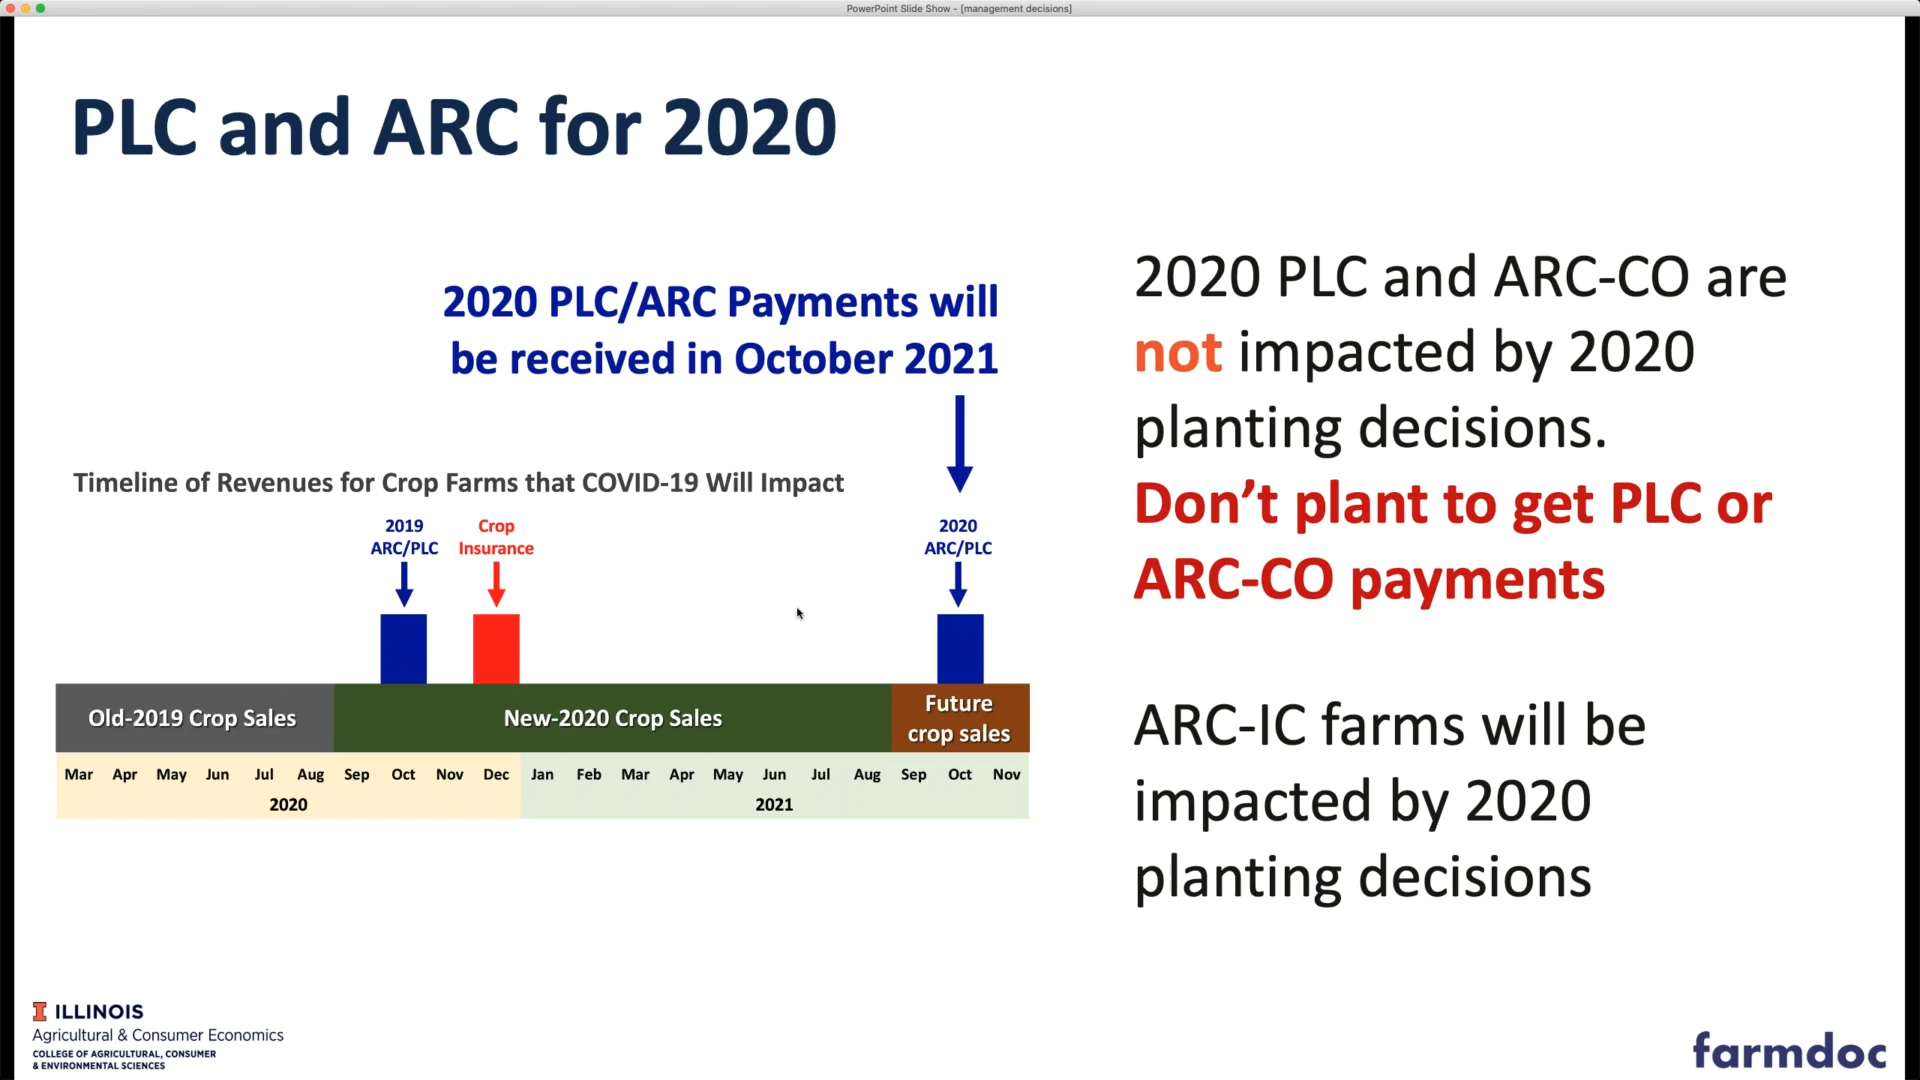 PowerPoint Slide Show - [management decisions]
PLC and ARC for 2020
2020 PLC/ARC Payments will
be received in October 2021
Timeline of Revenues for Crop Farms that COVID-19 Will Impact
2019
ARC/PLC
Crop
Insurance
2020
ARC/PLC
Old-2019 Crop Sales
New-2020 Crop Sales
Future
crop sales
Mar Apr May Jun Jul Aug Sep Oct Nov Dec Jan Feb Mar Apr May Jun Jul Aug Sep Oct Nov
2020 2021
2020 PLC and ARC-CO are
not impacted by 2020
planting decisions.
Don’t plant to get PLC or
ARC-CO payments
ARC-IC farms will be
impacted by 2020
planting decisions
I ILLINOIS
Agricultural & Consumer Economics
COLLEGE OF AGRICULTURAL, CONSUMER
& ENVIRONMENTAL SCIENCES
farmdoc